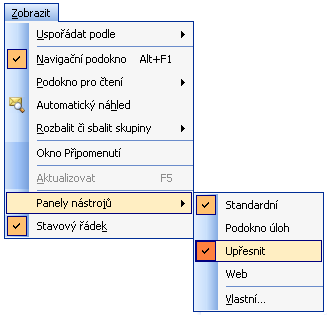 Zobrazit
Uspořádat podle
Navigační podokno Alt+F1
Podokno pro čtení
Automatický náhled
Rozbalit či sbalit skupiny
Okno Připomenutí
Aktualizovat F5
Panely nástrojů
Stavový řádek
Standardní
Podokno úloh
Upřesnit
Web
Vlastní...